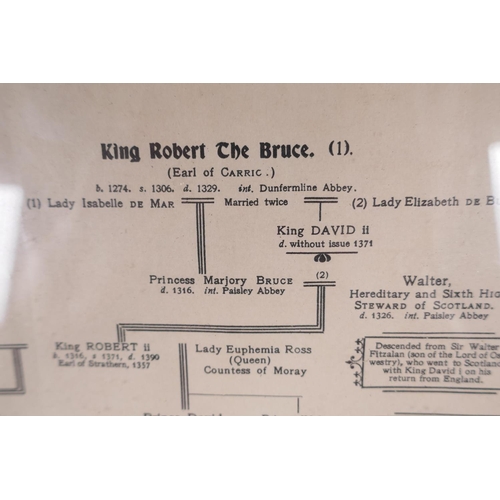 King Robert The Bruce. (1).
(Earl of CARRIC.)
b. 1274. s. 1306. d. 1329. int. Dunfermline Abbey.
(1) Lady Isabelle DE MAR Married twice (2) Lady Elizabeth DE
King DAVID ii
d. without issue 1371
Princess Marjory BRUCE (2)
d. 1316. int. Paisley Abbey
Walter,
Hereditary and Sixth
STEWARD OF SCOTLAND.
d. 1326. int. Paisley Abbey
King ROBERT ii
b. 1316, s 1371, d. 1390
Earl of Strathern, 1357
Lady Euphemia Ross
(Queen)
Countess of Moray
Descended from Sir Walter
Fitzalan (son of the Lord of Os-
westry), who went to Scotland
with King David i on his
return from England.